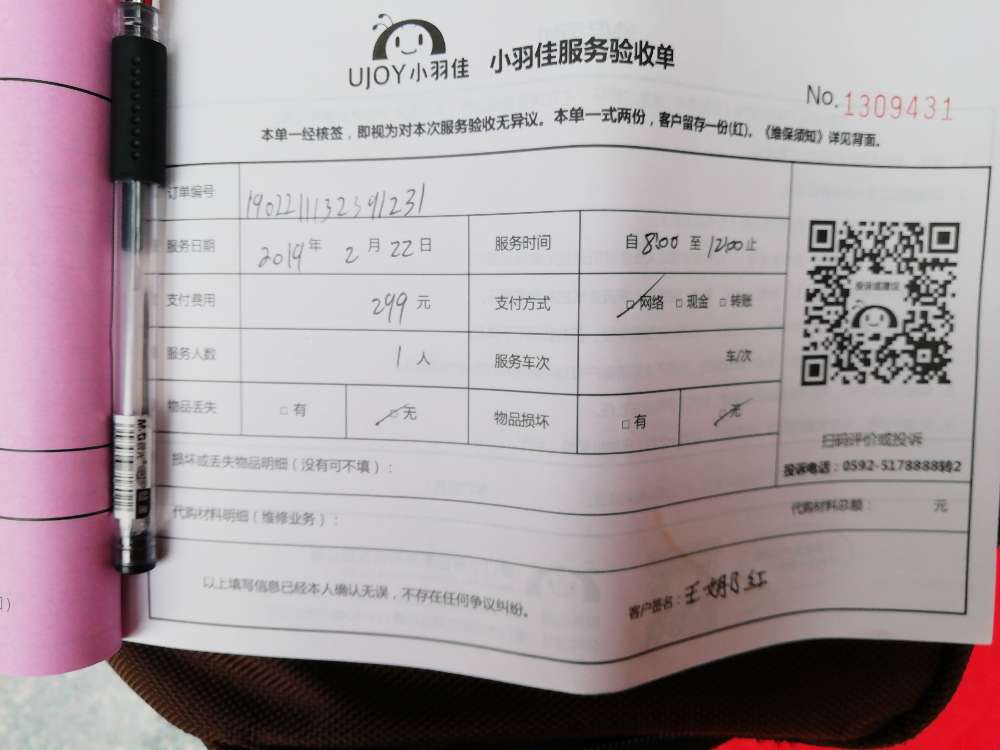 UJOY小羽佳 小羽佳服务验收单
No.1309431
本单一经核签，即视为对本次服务验收无异议。本单一式两份，客户留存一份(红)。《维保须知》详见背面。
订单编号 1902211132391231
服务日期 2019年 2月 22日 服务时间 自8:00至12:00止
支付费用 299元 支付方式 □网络 □现金 □转账
投诉或建议
服务人数 1人 服务车次 车/次
物品丢失 □有 □无 物品损坏 □有 □无
扫码评价或投诉
投诉电话：0592-5178888转2
损坏或丢失物品明细（没有可不填）：
代购材料明细（维修业务）： 代购材料总额： 元
以上填写信息已经本人确认无误，不存在任何争议纠纷。 客户签名：王娜红
M&G